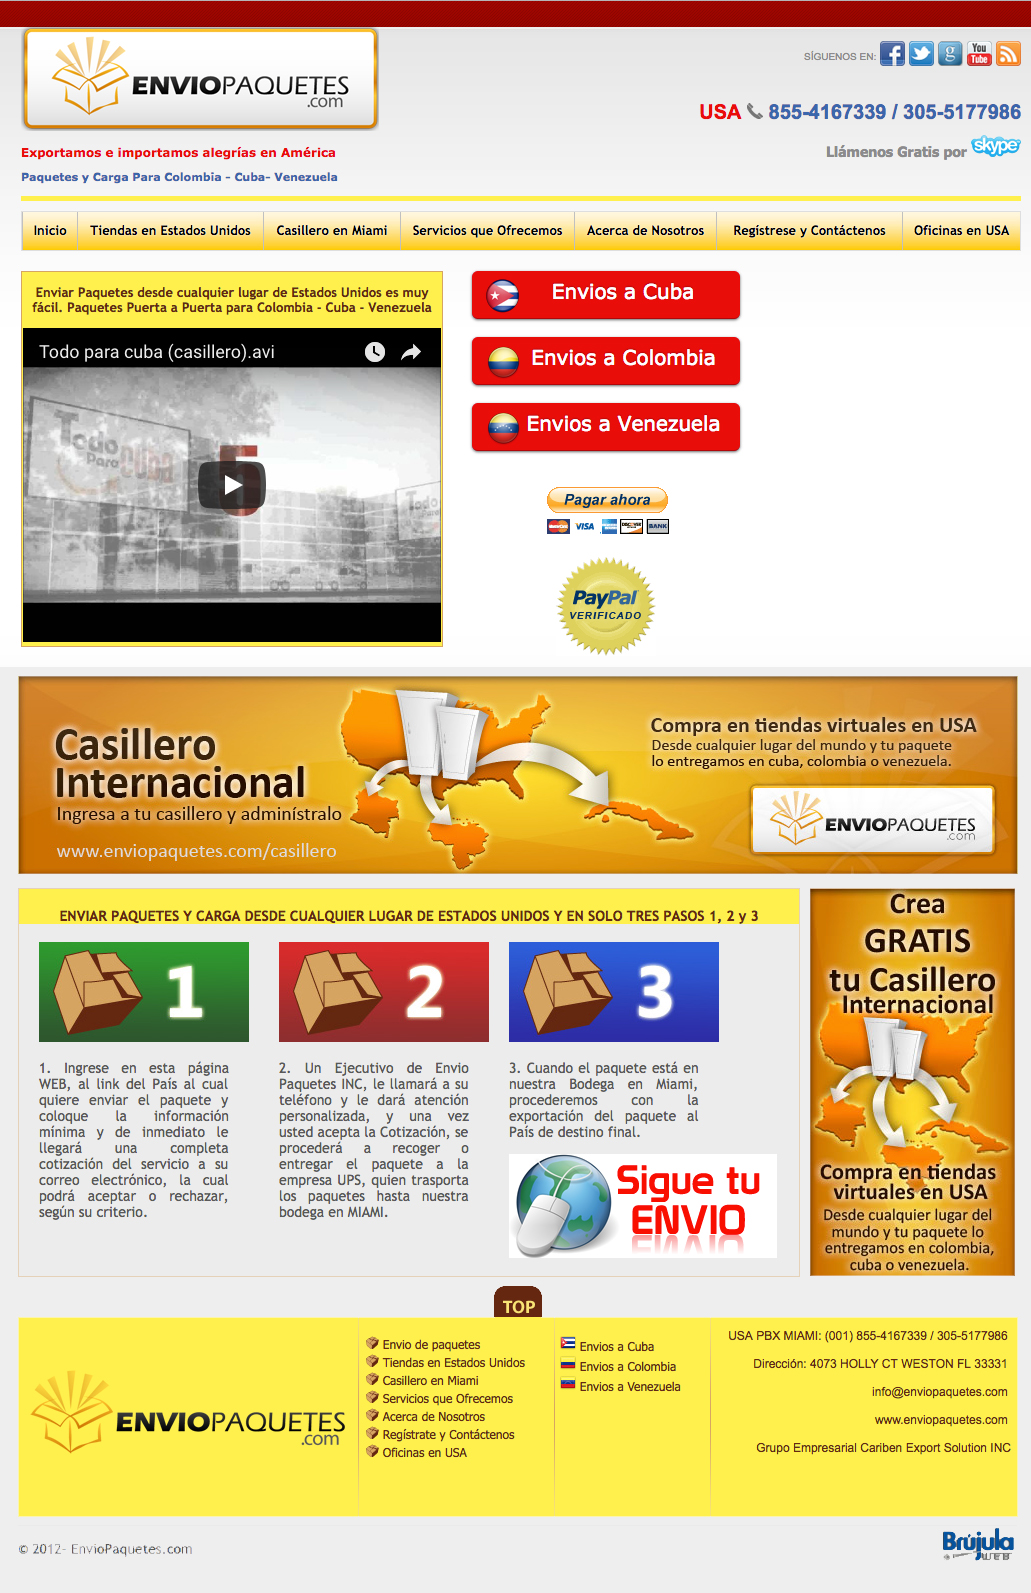 ENVIOPAQUETES
.com
SÍGUENOS EN:
You
Tube
USA 855-4167339 / 305-5177986
Llámenos Gratis por skype
Exportamos e importamos alegrías en América
Paquetes y Carga Para Colombia - Cuba- Venezuela
Inicio
Tiendas en Estados Unidos
Casillero en Miami
Servicios que Ofrecemos
Acerca de Nosotros
Regístrese y Contáctenos
Oficinas en USA
Enviar Paquetes desde cualquier lugar de Estados Unidos es muy
fácil. Paquetes Puerta a Puerta para Colombia - Cuba - Venezuela
Todo para cuba (casillero).avi
Todo
Para
CUBA
5
Todo
Envios a Cuba
Envios a Colombia
Envios a Venezuela
Pagar ahora
MasterCard VISA DISCOVER BANK
PayPal
VERIFICADO
Casillero
Internacional
Ingresa a tu casillero y adminístralo
www.enviopaquetes.com/casillero
Compra en tiendas virtuales en USA
Desde cualquier lugar del mundo y tu paquete
lo entregamos en cuba, colombia o venezuela.
ENVIOPAQUETES
.com
ENVIAR PAQUETES Y CARGA DESDE CUALQUIER LUGAR DE ESTADOS UNIDOS Y EN SOLO TRES PASOS 1, 2 y 3
1
1. Ingrese en esta página
WEB, al link del País al cual
quiere enviar el paquete y
coloque la información
mínima y de inmediato le
llegará una completa
cotización del servicio a su
correo electrónico, la cual
podrá aceptar o rechazar,
según su criterio.
2
2. Un Ejecutivo de Envio
Paquetes INC, le llamará a su
teléfono y le dará atención
personalizada, y una vez
usted acepta la Cotización, se
procederá a recoger o
entregar el paquete a la
empresa UPS, quien trasporta
los paquetes hasta nuestra
bodega en MIAMI.
3
3. Cuando el paquete está en
nuestra Bodega en Miami,
procederemos con la
exportación del paquete al
País de destino final.
Sigue tu
ENVIO
Crea
GRATIS
tu Casillero
Internacional
Compra en tiendas
virtuales en USA
Desde cualquier lugar del
mundo y tu paquete lo
entregamos en colombia,
cuba o venezuela.
TOP
ENVIOPAQUETES
.com
Envio de paquetes
Tiendas en Estados Unidos
Casillero en Miami
Servicios que Ofrecemos
Acerca de Nosotros
Regístrate y Contáctenos
Oficinas en USA
Envios a Cuba
Envios a Colombia
Envios a Venezuela
USA PBX MIAMI: (001) 855-4167339 / 305-5177986
Dirección: 4073 HOLLY CT WESTON FL 33331
info@enviopaquetes.com
www.enviopaquetes.com
Grupo Empresarial Cariben Export Solution INC
© 2012- EnvioPaquetes.com
Brújula